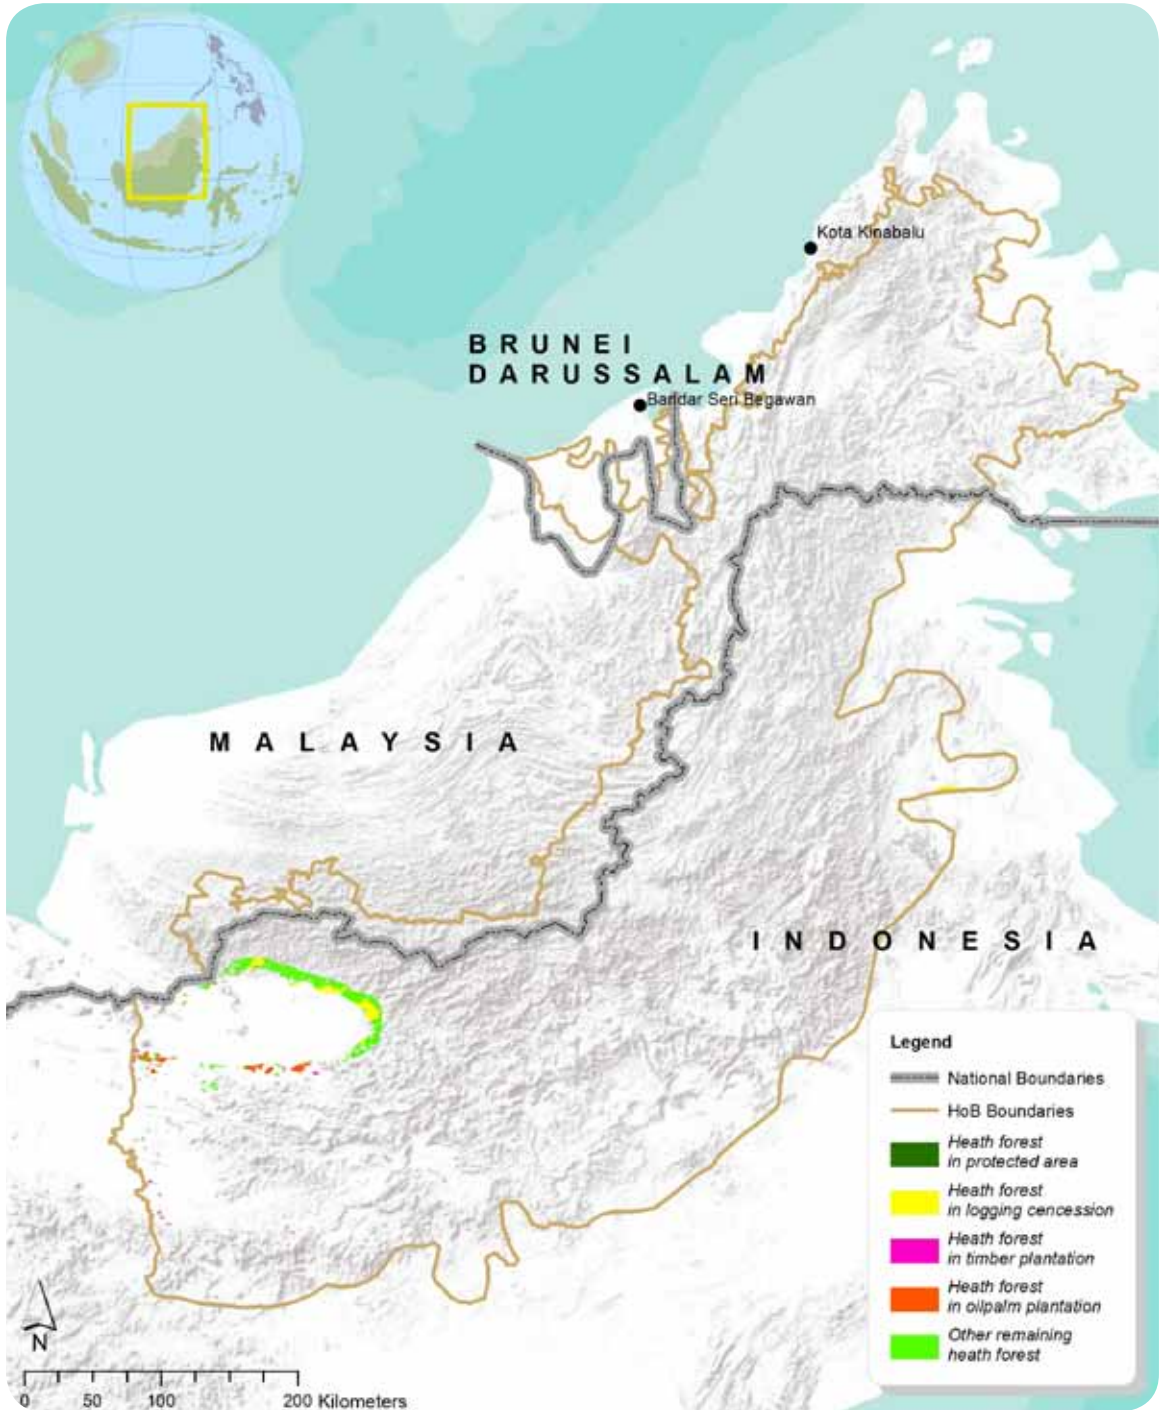 Kota Kinabalu
BRUNEI
DARUSSALAM
Bandar Seri Begawan
MALAYSIA
INDONESIA
Legend
National Boundaries
HoB Boundaries
Heath forest
in protected area
Heath forest
in logging cencession
Heath forest
in timber plantation
Heath forest
in oilpalm plantation
Other remaining
heath forest
N
0 50 100 200 Kilometers